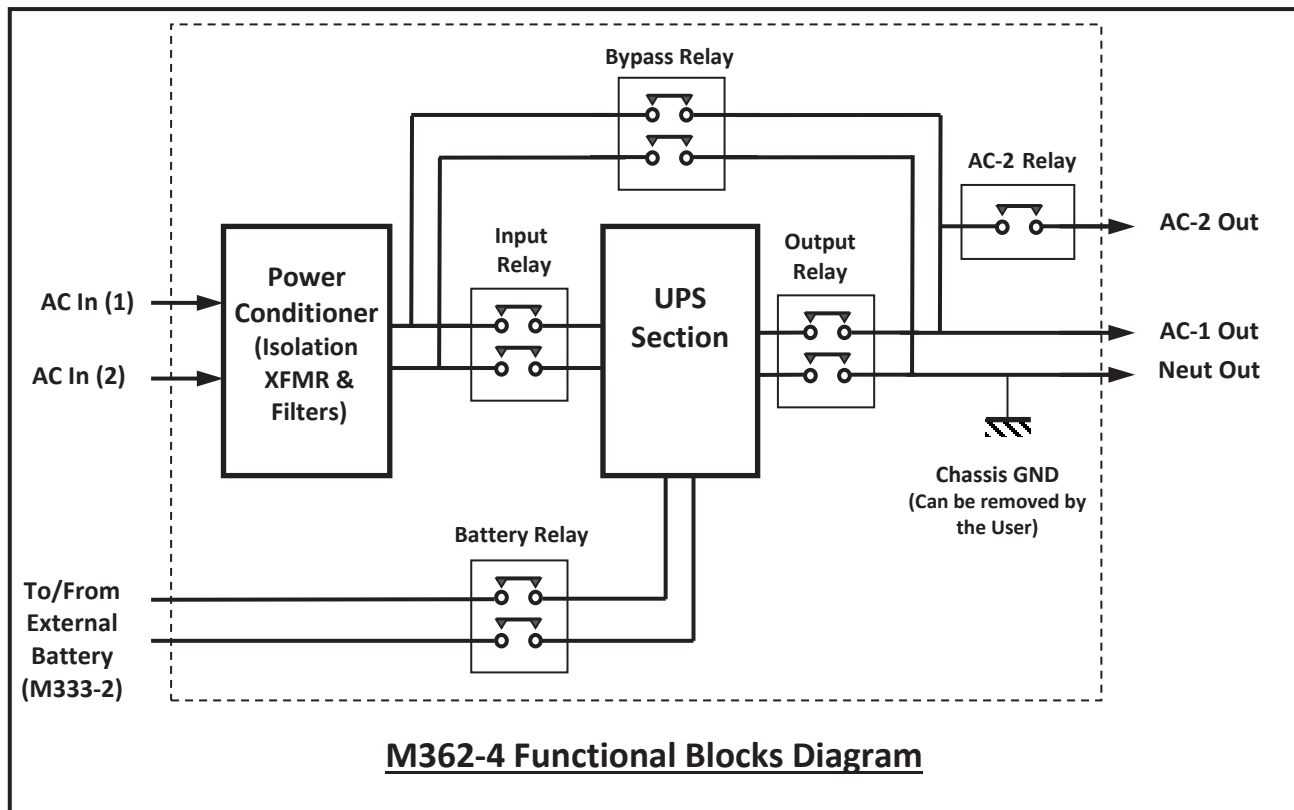 Bypass Relay
AC-2 Relay
AC-2 Out
Input
Relay
Output
Relay
Power
Conditioner
(Isolation
XFMR &
Filters)
UPS
Section
AC In (1)
AC In (2)
AC-1 Out
Neut Out
Chassis GND
(Can be removed by
the User)
Battery Relay
To/From
External
Battery
(M333-2)
M362-4 Functional Blocks Diagram